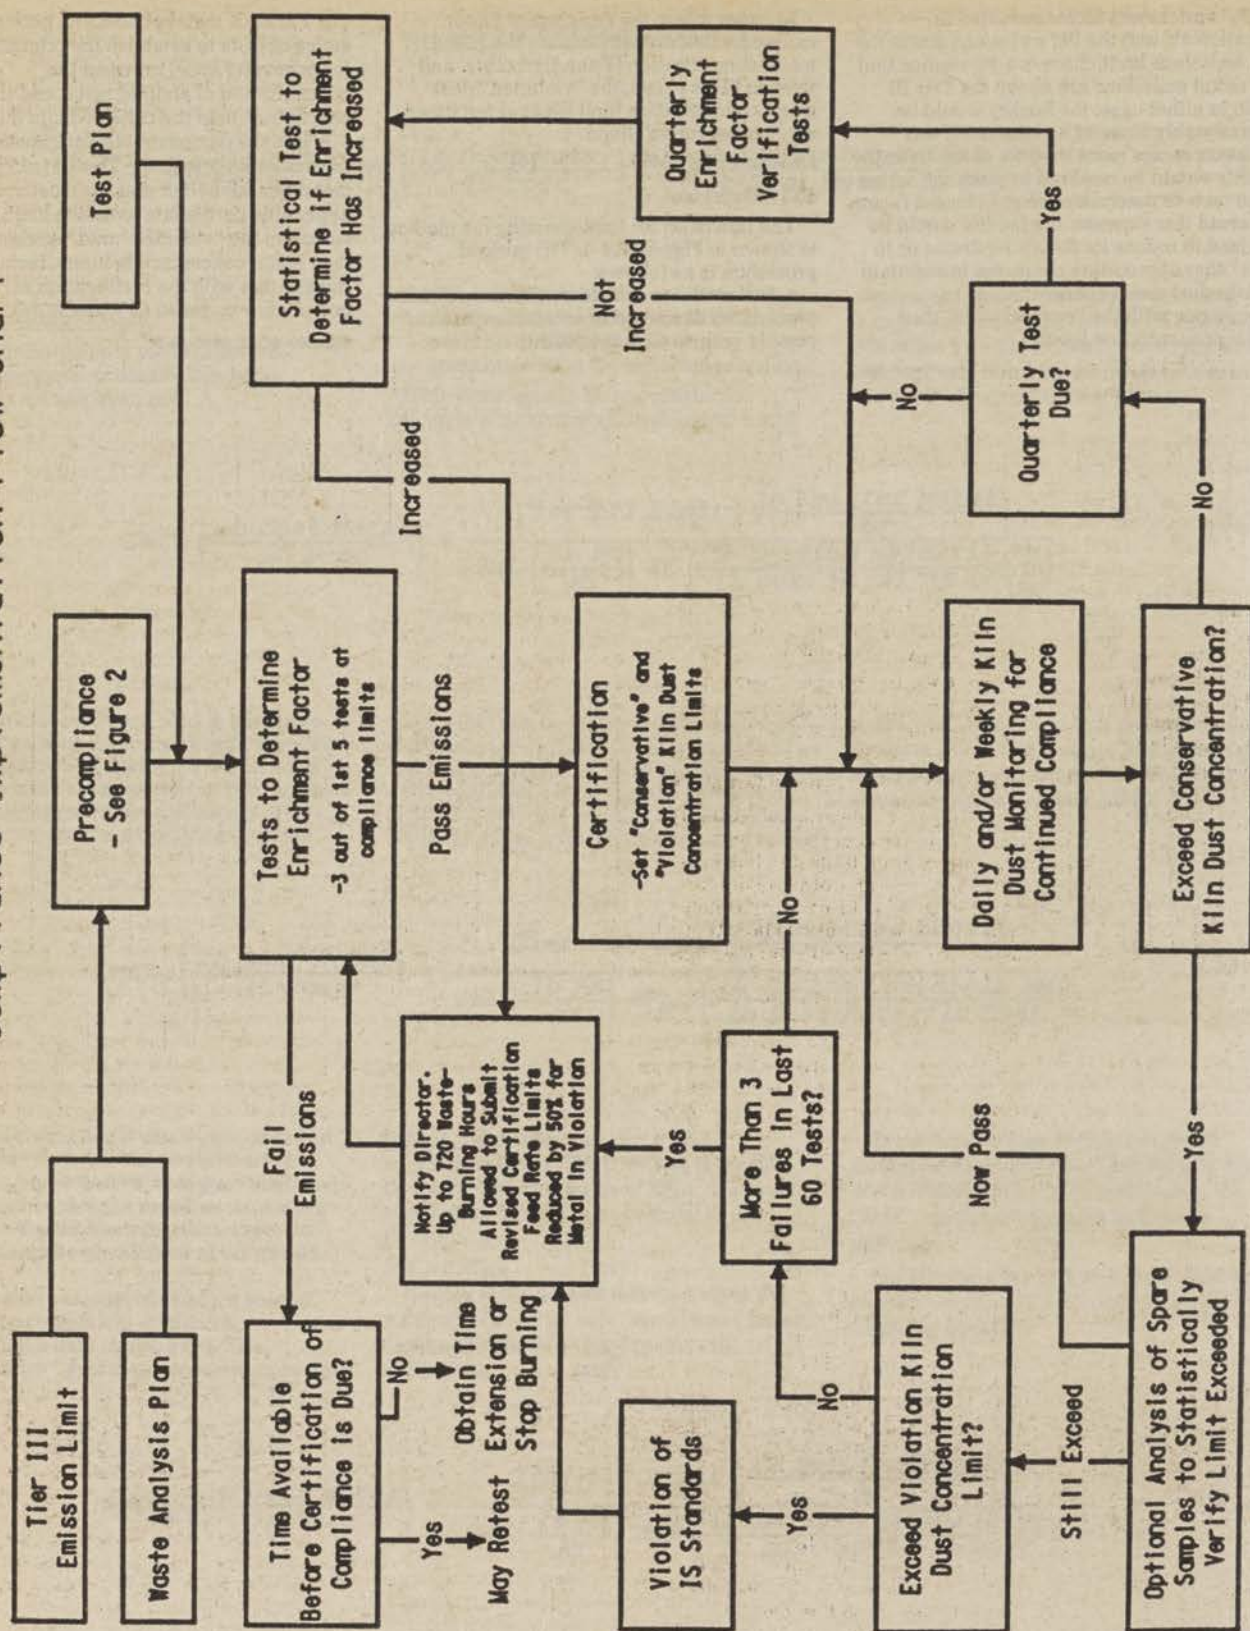 Tier III
Emission Limit
Waste Analysis Plan
Precompliance
- See Figure 2
Test Plan
Time Available
Before Certification of
Compliance is Due?
No
Obtain Time
Extension or
Stop Burning
Yes
May Retest
Fail
Emissions
Tests to Determine
Enrichment Factor
-3 out of 1st 5 tests at
compliance limits
Pass Emissions
Increased
Statistical Test to
Determine if Enrichment
Factor Has Increased
Not
Increased
Notify Director.
Up to 720 Waste-
Burning Hours
Allowed to Submit
Revised Certification
Feed Rate Limits
Reduced by 50% for
Metal In Violation
Certification
-Set "Conservative" and
"Violation" Kiln Dust
Concentration Limits
Quarterly
Enrichment
Factor
Verification
Tests
Violation of
IS Standards
Yes
More Than 3
Failures In Last
60 Tests?
Yes
No
No
Exceed Violation Kiln
Dust Concentration
Limit?
Now Pass
Daily and/or Weekly Kiln
Dust Monitoring for
Continued Compliance
No
Quarterly Test
Due?
Yes
Still Exceed
Optional Analysis of Spare
Samples to Statistically
Verify Limit Exceeded
Yes
Exceed Conservative
Kiln Dust Concentration?
No